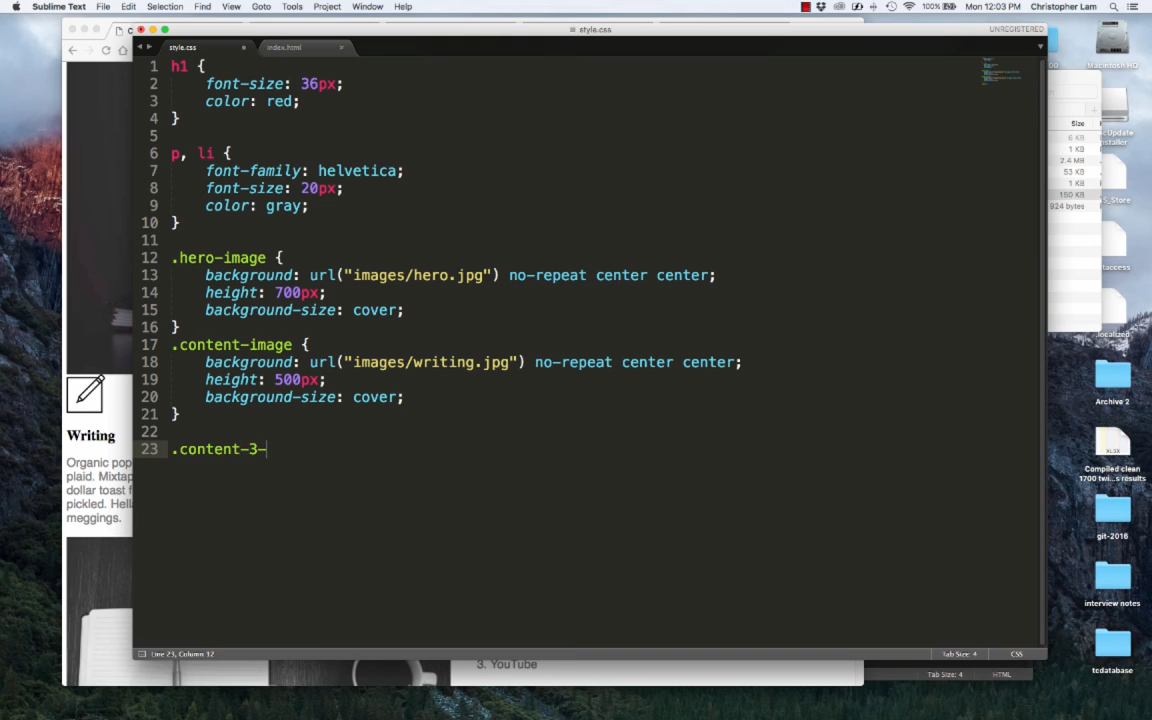 Sublime Text File Edit Selection Find View Goto Tools Project Window Help 100% Mon 12:03 PM Christopher Lam
style.css UNREGISTERED
style.css index.html
1 h1 {
2 font-size: 36px;
3 color: red;
4 }
5
6 p, li {
7 font-family: helvetica;
8 font-size: 20px;
9 color: gray;
10 }
11
12 .hero-image {
13 background: url("images/hero.jpg") no-repeat center center;
14 height: 700px;
15 background-size: cover;
16 }
17 .content-image {
18 background: url("images/writing.jpg") no-repeat center center;
19 height: 500px;
20 background-size: cover;
21 }
22
23 .content-3-
Line 23, Column 12 Tab Size: 4 CSS
Tab Size: 4 HTML
Writing
Organic pop
plaid. Mixtap
dollar toast f
pickled. Hell
meggings.
3. YouTube
Macintosh HD
Size
6 KB
1 KB
2.4 MB
53 KB
1 KB
150 KB
924 bytes
cUpdate
nstaller
S_Store
taccess
.localized
Archive 2
XLSX
Compiled clean
1700 twi...s results
git-2016
interview notes
tcdatabase